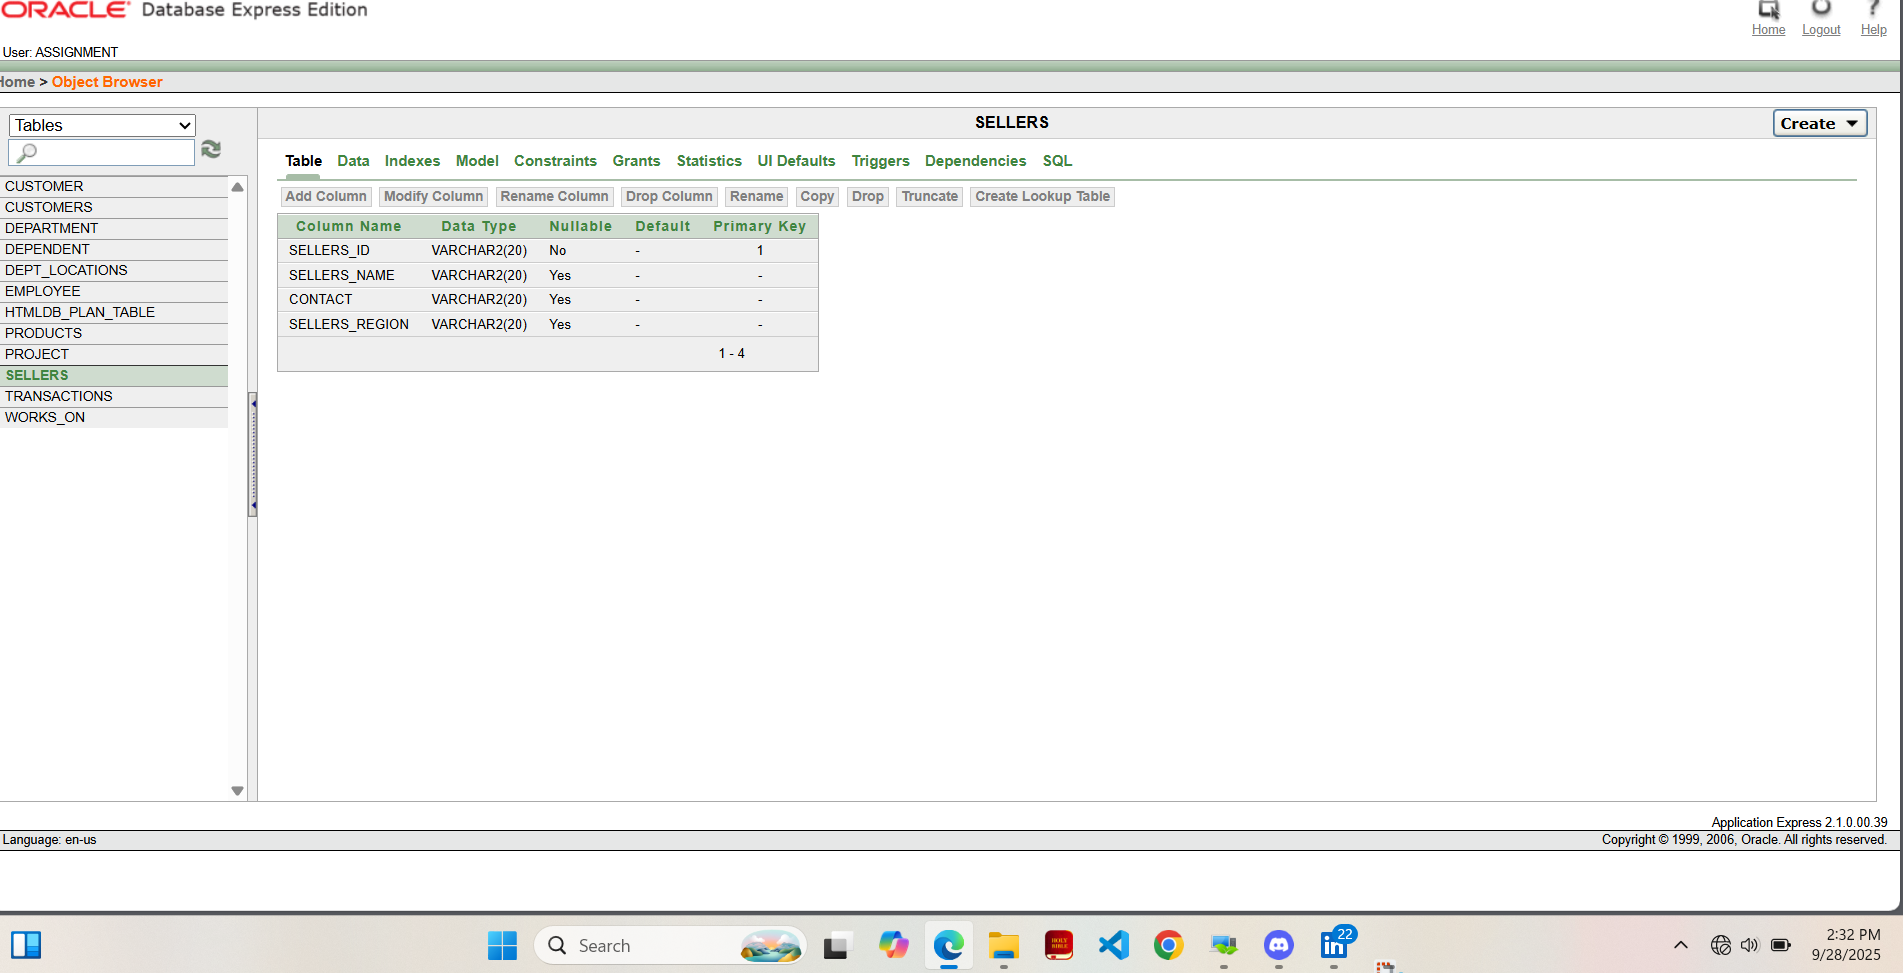 ORACLE Database Express Edition
Home Logout Help
User: ASSIGNMENT
Home > Object Browser
Tables
SELLERS
Create
Table Data Indexes Model Constraints Grants Statistics UI Defaults Triggers Dependencies SQL
Add Column Modify Column Rename Column Drop Column Rename Copy Drop Truncate Create Lookup Table
CUSTOMER
CUSTOMERS
DEPARTMENT
DEPENDENT
DEPT_LOCATIONS
EMPLOYEE
HTMLDB_PLAN_TABLE
PRODUCTS
PROJECT
SELLERS
TRANSACTIONS
WORKS_ON
Column Name Data Type Nullable Default Primary Key
SELLERS_ID VARCHAR2(20) No - 1
SELLERS_NAME VARCHAR2(20) Yes - -
CONTACT VARCHAR2(20) Yes - -
SELLERS_REGION VARCHAR2(20) Yes - -
1 - 4
Application Express 2.1.0.00.39
Language: en-us
Copyright © 1999, 2006, Oracle. All rights reserved.
Search
HOLY BIBLE
in
22
2:32 PM
9/28/2025